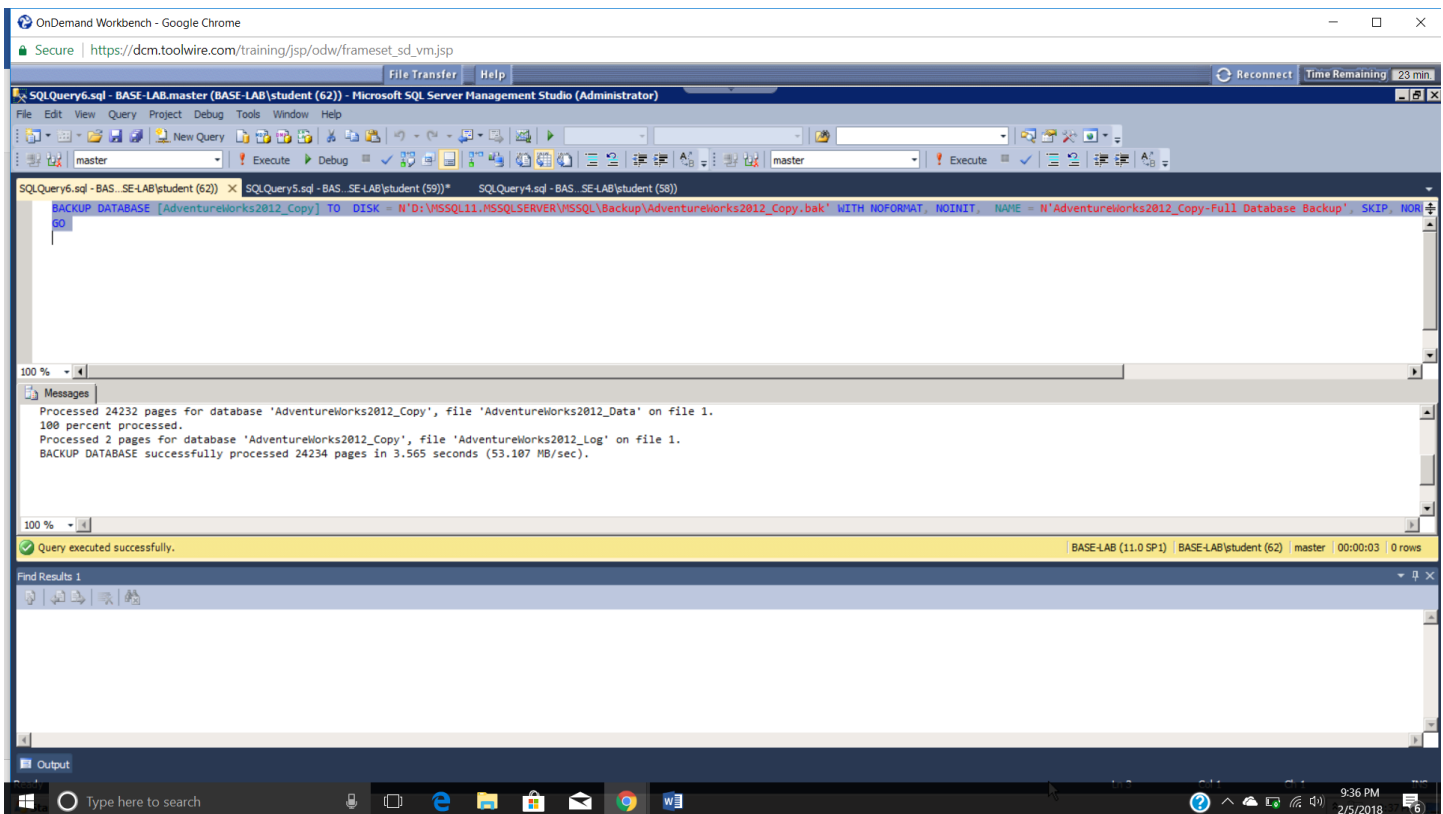 OnDemand Workbench - Google Chrome
Secure | https://dcm.toolwire.com/training/jsp/odw/frameset_sd_vm.jsp
File Transfer Help Reconnect Time Remaining 23 min.
SQLQuery6.sql - BASE-LAB.master (BASE-LAB\student (62)) - Microsoft SQL Server Management Studio (Administrator)
File Edit View Query Project Debug Tools Window Help
New Query
master Execute Debug master Execute
SQLQuery6.sql - BAS...SE-LAB\student (62)) SQLQuery5.sql - BAS...SE-LAB\student (59))* SQLQuery4.sql - BAS...SE-LAB\student (58))
BACKUP DATABASE [AdventureWorks2012_Copy] TO DISK = N'D:\MSSQL11.MSSQLSERVER\MSSQL\Backup\AdventureWorks2012_Copy.bak' WITH NOFORMAT, NOINIT, NAME = N'AdventureWorks2012_Copy-Full Database Backup', SKIP, NOR
GO
100 %
Messages
Processed 24232 pages for database 'AdventureWorks2012_Copy', file 'AdventureWorks2012_Data' on file 1.
100 percent processed.
Processed 2 pages for database 'AdventureWorks2012_Copy', file 'AdventureWorks2012_Log' on file 1.
BACKUP DATABASE successfully processed 24234 pages in 3.565 seconds (53.107 MB/sec).
100 %
Query executed successfully. BASE-LAB (11.0 SP1) BASE-LAB\student (62) master 00:00:03 0 rows
Find Results 1
Output
Type here to search
9:36 PM
2/5/2018
6